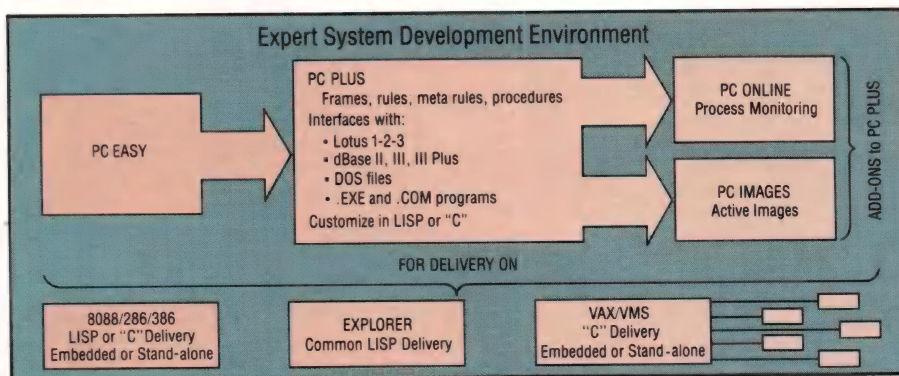 Expert System Development Environment
PC EASY
PC PLUS
Frames, rules, meta rules, procedures
Interfaces with:
• Lotus 1-2-3
• dBase II, III, III Plus
• DOS files
• .EXE and .COM programs
Customize in LISP or "C"
PC ONLINE
Process Monitoring
PC IMAGES
Active Images
ADD-ONS to PC PLUS
FOR DELIVERY ON
8088/286/386
LISP or "C" Delivery
Embedded or Stand-alone
EXPLORER
Common LISP Delivery
VAX/VMS
"C" Delivery
Embedded or Stand-alone